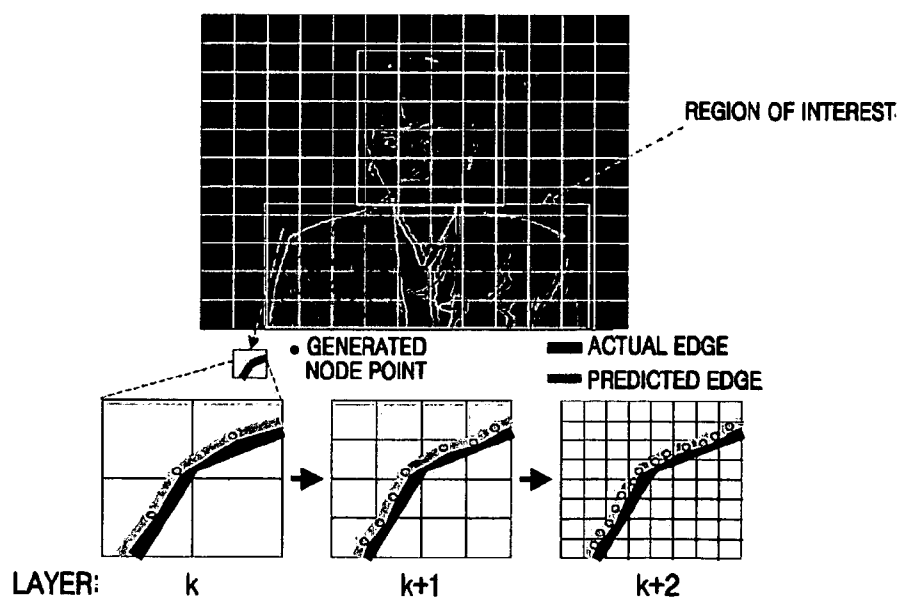 REGION OF INTEREST
• GENERATED
NODE POINT
ACTUAL EDGE
PREDICTED EDGE
LAYER: k k+1 k+2